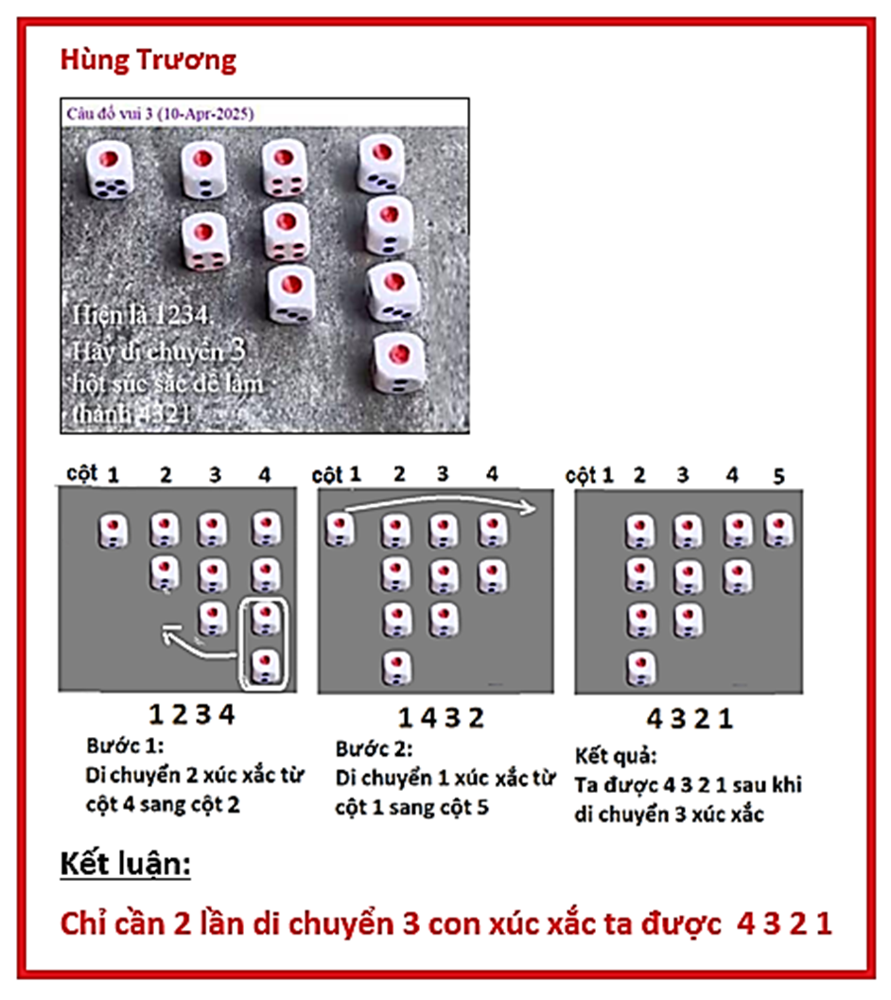 Hùng Trương
Câu đố vui 3 (10-Apr-2025)
Hiện là 1234.
Hãy di chuyển 3
hột súc sắc để làm
thành 4321
cột 1 2 3 4
cột 1 2 3 4
cột 1 2 3 4 5
1 2 3 4
Bước 1:
Di chuyển 2 xúc xắc từ
cột 4 sang cột 2
1 4 3 2
Bước 2:
Di chuyển 1 xúc xắc từ
cột 1 sang cột 5
4 3 2 1
Kết quả:
Ta được 4 3 2 1 sau khi
di chuyển 3 xúc xắc
Kết luận:
Chỉ cần 2 lần di chuyển 3 con xúc xắc ta được 4 3 2 1